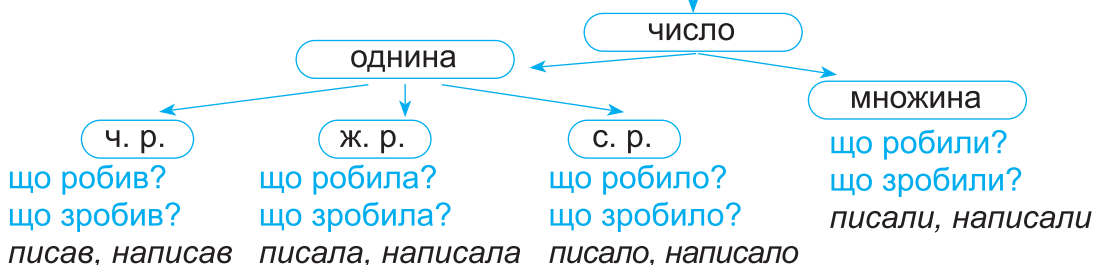 число
однина
множина
ч. р.
ж. р.
с. р.
що робив?
що зробив?
писав, написав
що робила?
що зробила?
писала, написала
що робило?
що зробило?
писало, написало
що робили?
що зробили?
писали, написали